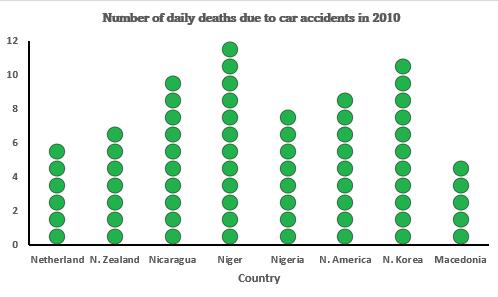 Number of daily deaths due to car accidents in 2010
12
10
8
6
4
2
0
Netherland N. Zealand Nicaragua Niger Nigeria N. America N. Korea Macedonia
Country